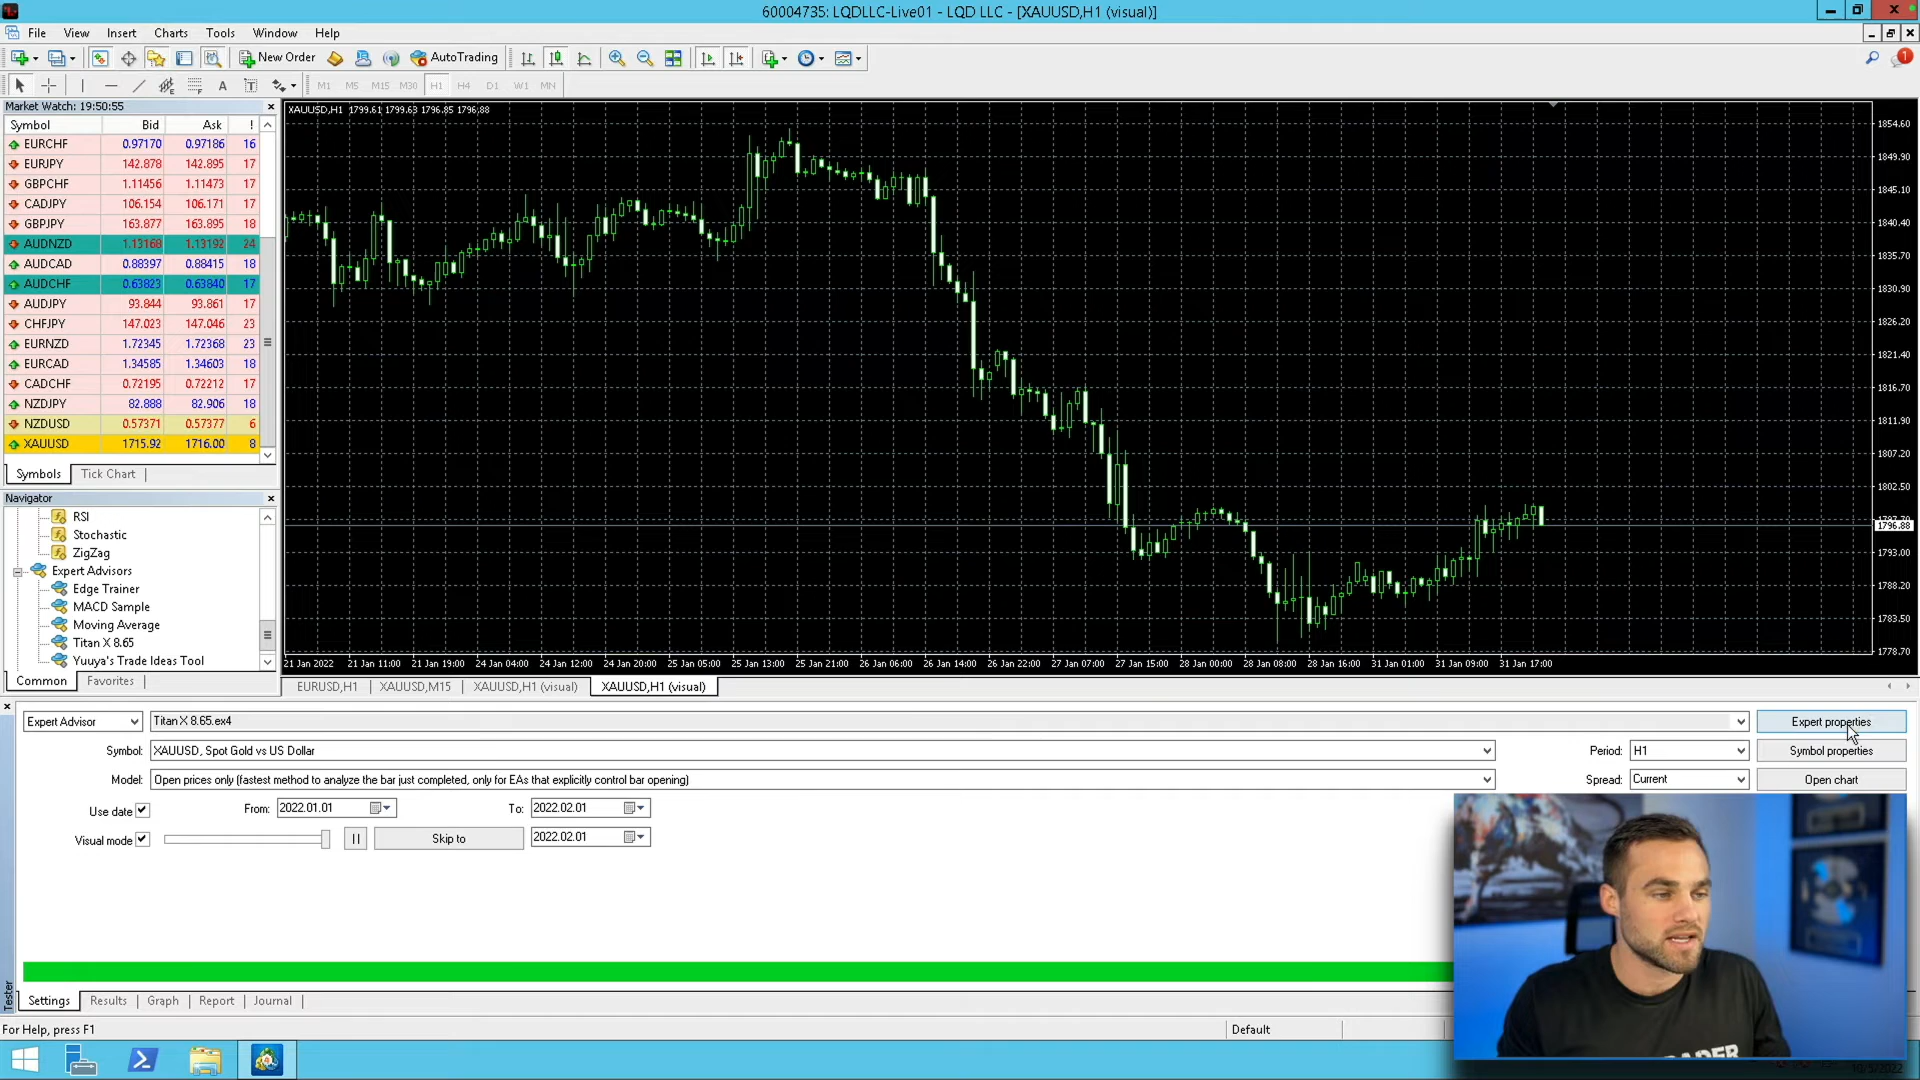 60004735: LQDLLC-Live01 - LQD LLC - [XAUUSD,H1 (visual)]
File View Insert Charts Tools Window Help
New Order AutoTrading
1
M1 M5 M15 M30 H1 H4 D1 W1 MN
A T
Market Watch: 19:50:55
Symbol Bid Ask !
EURCHF 0.97170 0.97186 16
EURJPY 142.878 142.895 17
GBPCHF 1.11456 1.11473 17
CADJPY 106.154 106.171 17
GBPJPY 163.877 163.895 18
AUDNZD 1.13168 1.13192 24
AUDCAD 0.88397 0.88415 18
AUDCHF 0.63823 0.63840 17
AUDJPY 93.844 93.861 17
CHFJPY 147.023 147.046 23
EURNZD 1.72345 1.72368 23
EURCAD 1.34585 1.34603 18
CADCHF 0.72195 0.72212 17
NZDJPY 82.888 82.906 18
NZDUSD 0.57371 0.57377 6
XAUUSD 1715.92 1716.00 8
Symbols Tick Chart
Navigator
RSI
Stochastic
ZigZag
Expert Advisors
Edge Trainer
MACD Sample
Moving Average
Titan X 8.65
Yuuya's Trade Ideas Tool
Common Favorites
XAUUSD,H1 1799.61 1799.63 1796.85 1796.88
1854.60
1849.90
1845.10
1840.40
1835.70
1830.90
1826.20
1821.40
1816.70
1811.90
1807.20
1802.50
1796.88
1793.00
1788.20
1783.50
1778.70
21 Jan 2022 21 Jan 11:00 21 Jan 19:00 24 Jan 04:00 24 Jan 12:00 24 Jan 20:00 25 Jan 05:00 25 Jan 13:00 25 Jan 21:00 26 Jan 06:00 26 Jan 14:00 26 Jan 22:00 27 Jan 07:00 27 Jan 15:00 28 Jan 00:00 28 Jan 08:00 28 Jan 16:00 31 Jan 01:00 31 Jan 09:00 31 Jan 17:00
EURUSD,H1 XAUUSD,M15 XAUUSD,H1 (visual) XAUUSD,H1 (visual)
Expert Advisor Titan X 8.65.ex4 Expert properties
Symbol: XAUUSD, Spot Gold vs US Dollar Period: H1 Symbol properties
Model: Open prices only (fastest method to analyze the bar just completed, only for EAs that explicitly control bar opening) Spread: Current Open chart
Use date From: 2022.01.01 To: 2022.02.01
Visual mode Skip to 2022.02.01
Tester
Settings Results Graph Report Journal
For Help, press F1 Default